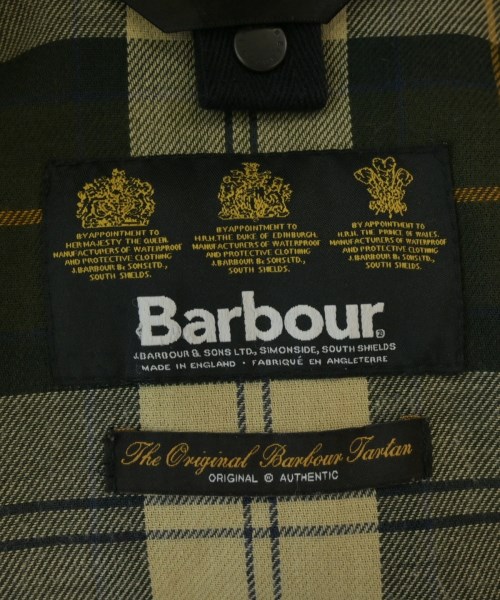 BY APPOINTMENT TO
HER MAJESTY THE QUEEN.
MANUFACTURERS OF WATERPROOF
AND PROTECTIVE CLOTHING
J.BARBOUR & SONS LTD.,
SOUTH SHIELDS.
BY APPOINTMENT TO
H.R.H. THE DUKE OF EDINBURGH.
MANUFACTURERS OF WATERPROOF
AND PROTECTIVE CLOTHING
J. BARBOUR & SONS LTD.,
SOUTH SHIELDS.
BY APPOINTMENT TO
H.R.H. THE PRINCE OF WALES.
MANUFACTURERS OF WATERPROOF
AND PROTECTIVE CLOTHING
J. BARBOUR & SONS LTD.,
SOUTH SHIELDS.
Barbour®
J.BARBOUR & SONS LTD., SIMONSIDE, SOUTH SHIELDS
MADE IN ENGLAND · FABRIQUÉ EN ANGLETERRE
The Original Barbour Tartan
ORIGINAL © AUTHENTIC